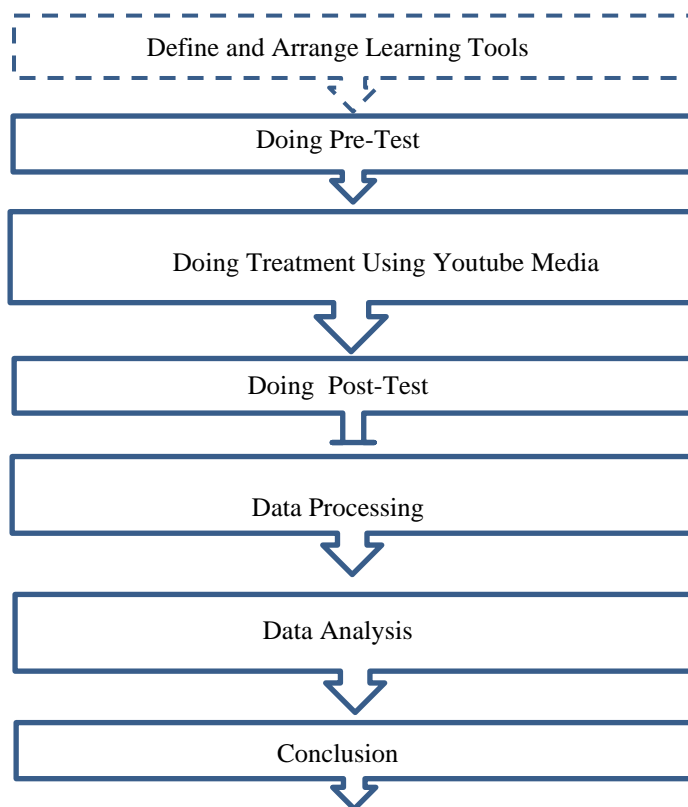 Define and Arrange Learning Tools
Doing Pre-Test
Doing Treatment Using Youtube Media
Doing Post-Test
Data Processing
Data Analysis
Conclusion